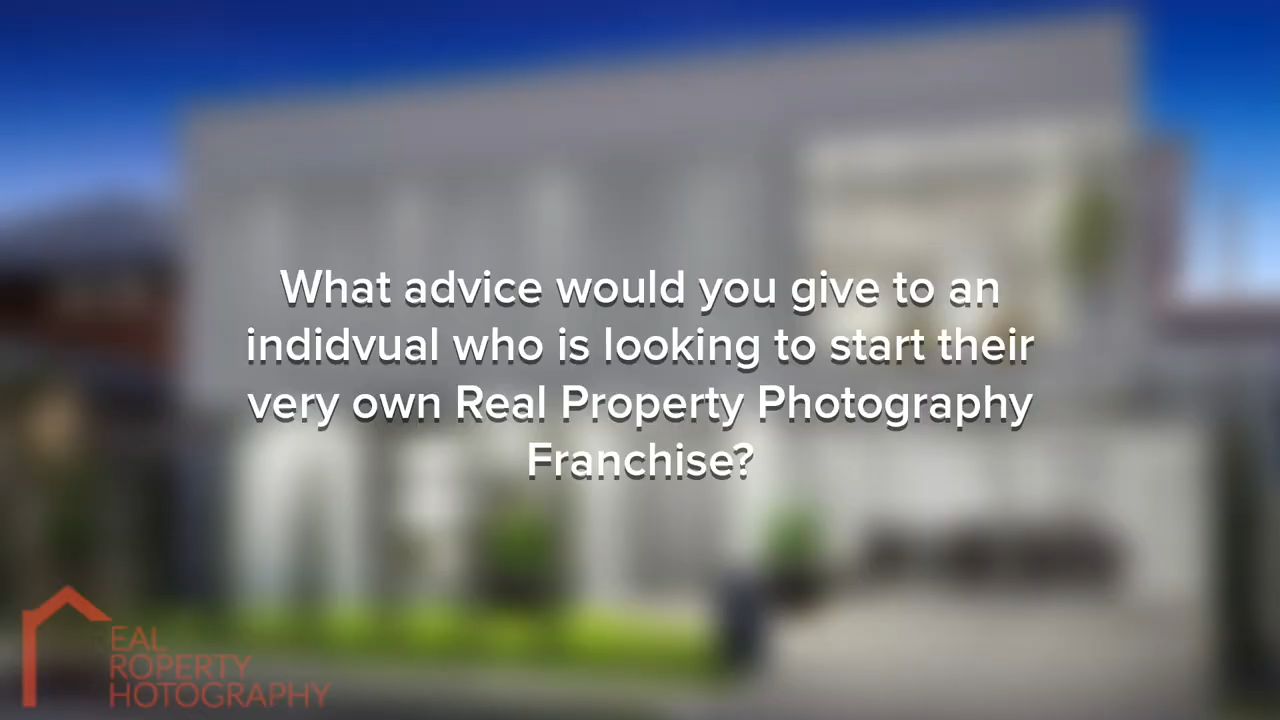 What advice would you give to an
indidvual who is looking to start their
very own Real Property Photography
Franchise?
EAL
ROPERTY
HOTOGRAPHY